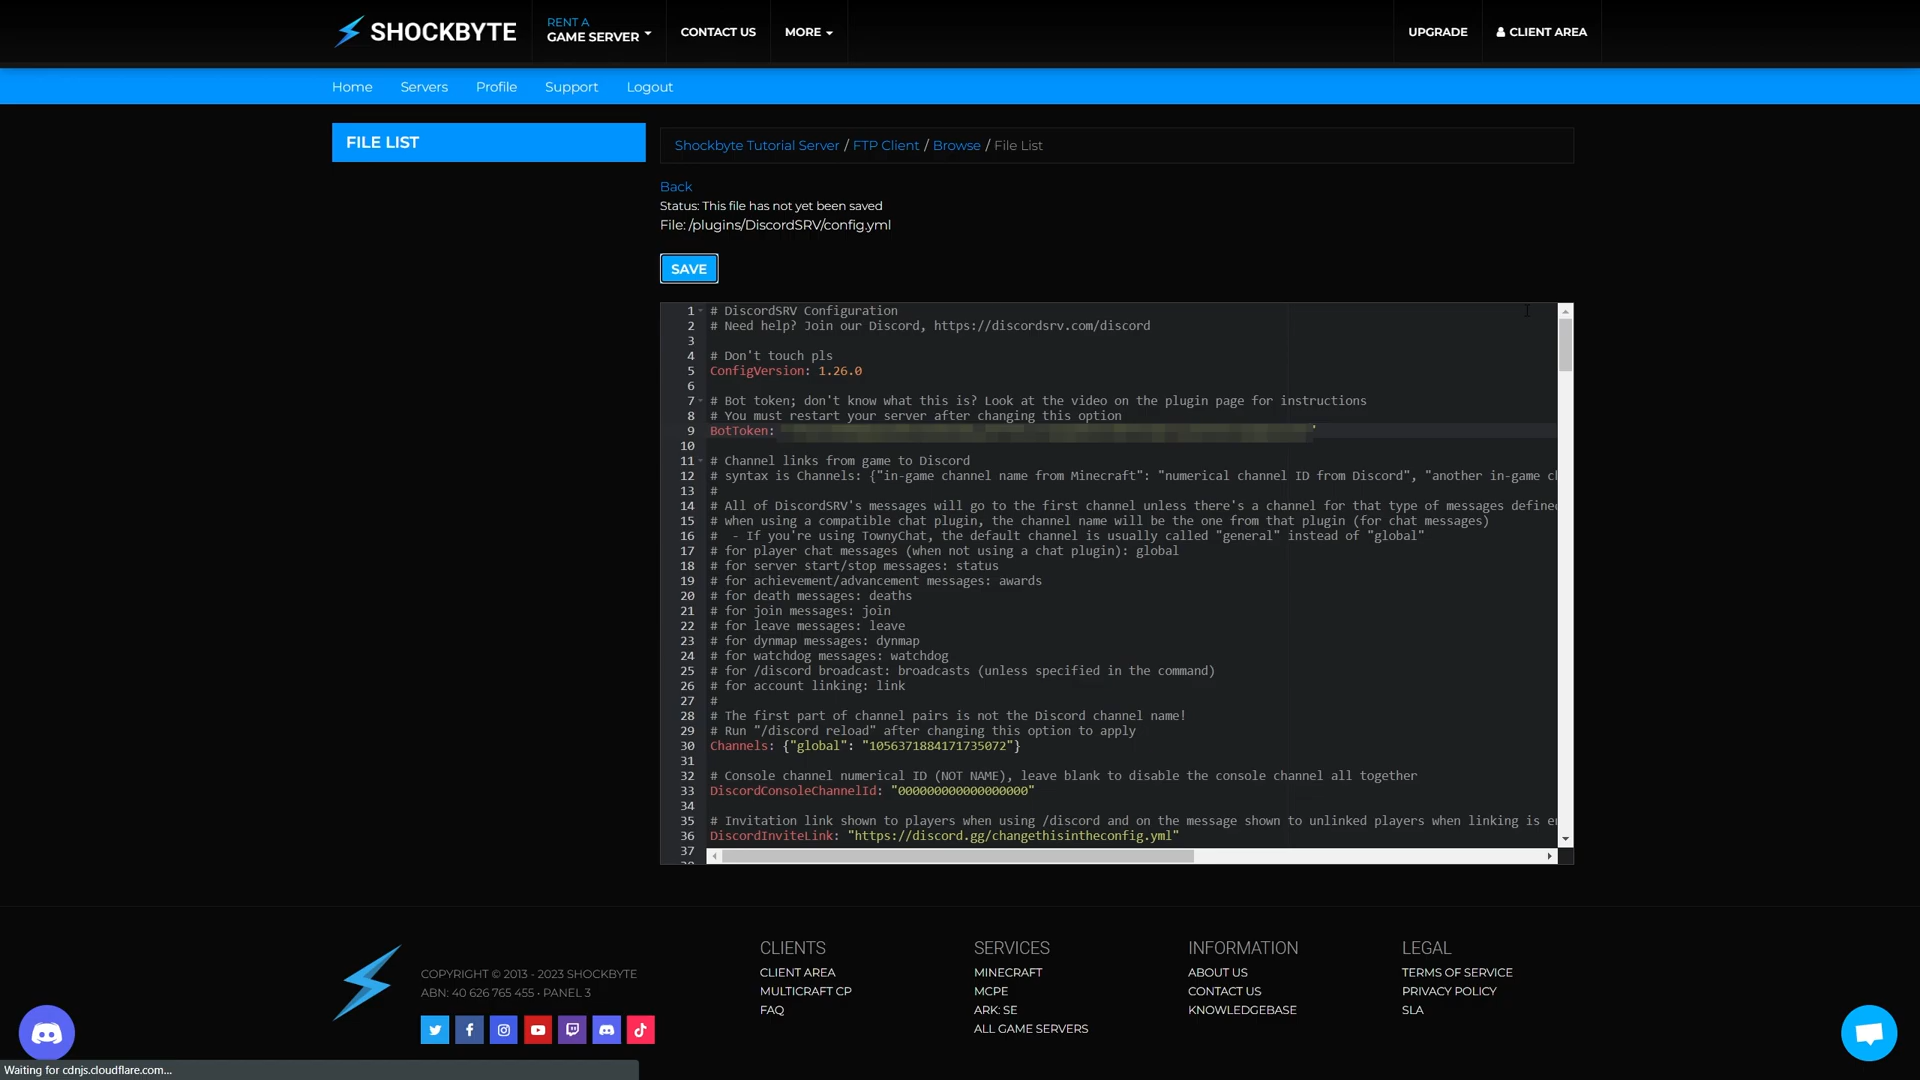 SHOCKBYTE
RENT A
GAME SERVER
CONTACT US
MORE
UPGRADE
CLIENT AREA
Home
Servers
Profile
Support
Logout
FILE LIST
Shockbyte Tutorial Server / FTP Client / Browse / File List
Back
Status: This file has not yet been saved
File: /plugins/DiscordSRV/config.yml
SAVE
1 # DiscordSRV Configuration
2 # Need help? Join our Discord, https://discordsrv.com/discord
3
4 # Don't touch pls
5 ConfigVersion: 1.26.0
6
7 # Bot token; don't know what this is? Look at the video on the plugin page for instructions
8 # You must restart your server after changing this option
9 BotToken: '
10
11 # Channel links from game to Discord
12 # syntax is Channels: {"in-game channel name from Minecraft": "numerical channel ID from Discord", "another in-game
13 #
14 # All of DiscordSRV's messages will go to the first channel unless there's a channel for that type of messages define
15 # when using a compatible chat plugin, the channel name will be the one from that plugin (for chat messages)
16 #  - If you're using TownyChat, the default channel is usually called "general" instead of "global"
17 # for player chat messages (when not using a chat plugin): global
18 # for server start/stop messages: status
19 # for achievement/advancement messages: awards
20 # for death messages: deaths
21 # for join messages: join
22 # for leave messages: leave
23 # for dynmap messages: dynmap
24 # for watchdog messages: watchdog
25 # for /discord broadcast: broadcasts (unless specified in the command)
26 # for account linking: link
27 #
28 # The first part of channel pairs is not the Discord channel name!
29 # Run "/discord reload" after changing this option to apply
30 Channels: {"global": "1056371884171735072"}
31
32 # Console channel numerical ID (NOT NAME), leave blank to disable the console channel all together
33 DiscordConsoleChannelId: "000000000000000000"
34
35 # Invitation link shown to players when using /discord and on the message shown to unlinked players when linking is
36 DiscordInviteLink: "https://discord.gg/changethisintheconfig.yml"
37
COPYRIGHT © 2013 - 2023 SHOCKBYTE
ABN: 40 626 765 455 • PANEL 3
CLIENTS
CLIENT AREA
MULTICRAFT CP
FAQ
SERVICES
MINECRAFT
MCPE
ARK: SE
ALL GAME SERVERS
INFORMATION
ABOUT US
CONTACT US
KNOWLEDGEBASE
LEGAL
TERMS OF SERVICE
PRIVACY POLICY
SLA
Waiting for cdnjs.cloudflare.com...